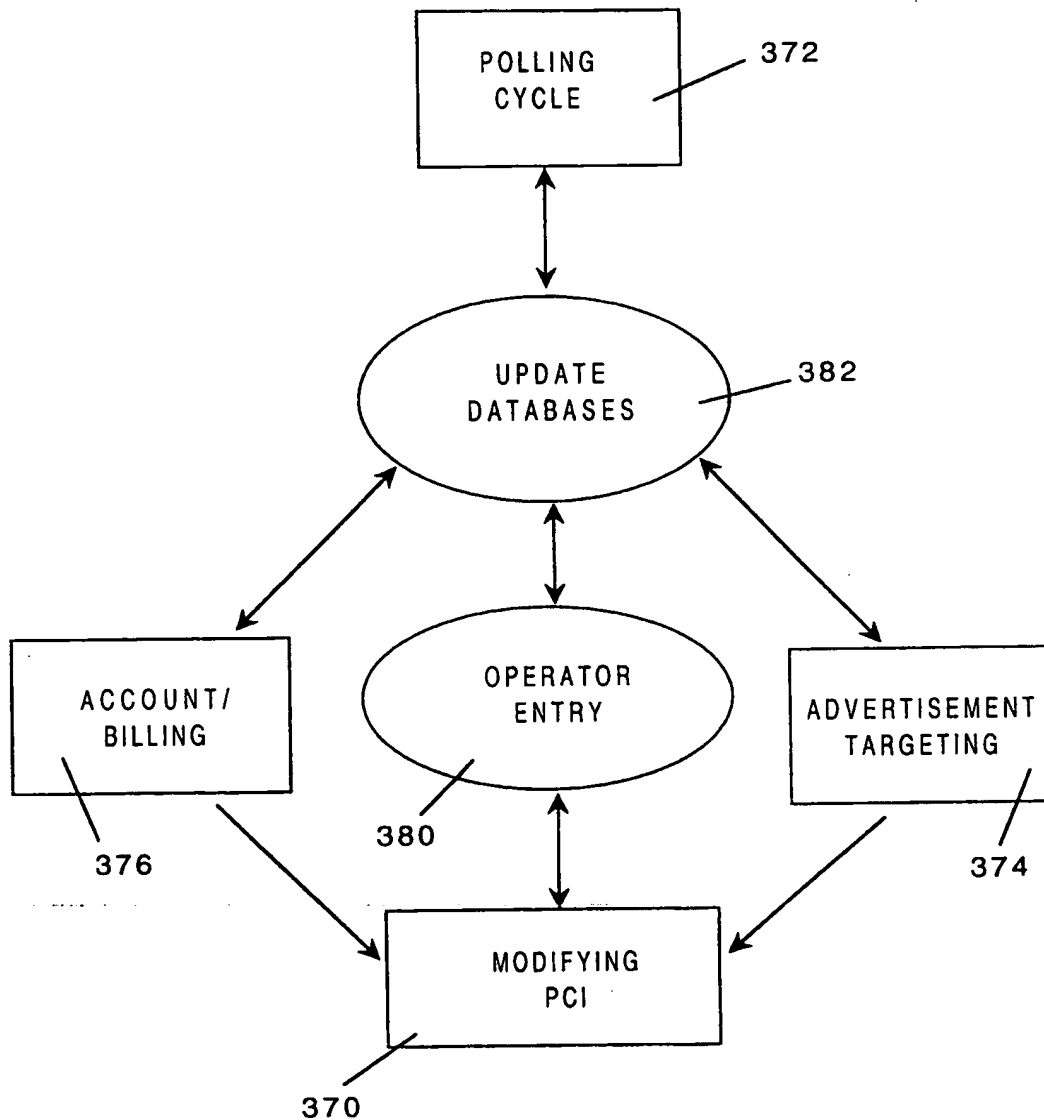 POLLING
CYCLE
372
UPDATE
DATABASES
382
ACCOUNT/
BILLING
376
OPERATOR
ENTRY
380
ADVERTISEMENT
TARGETING
374
MODIFYING
PCI
370